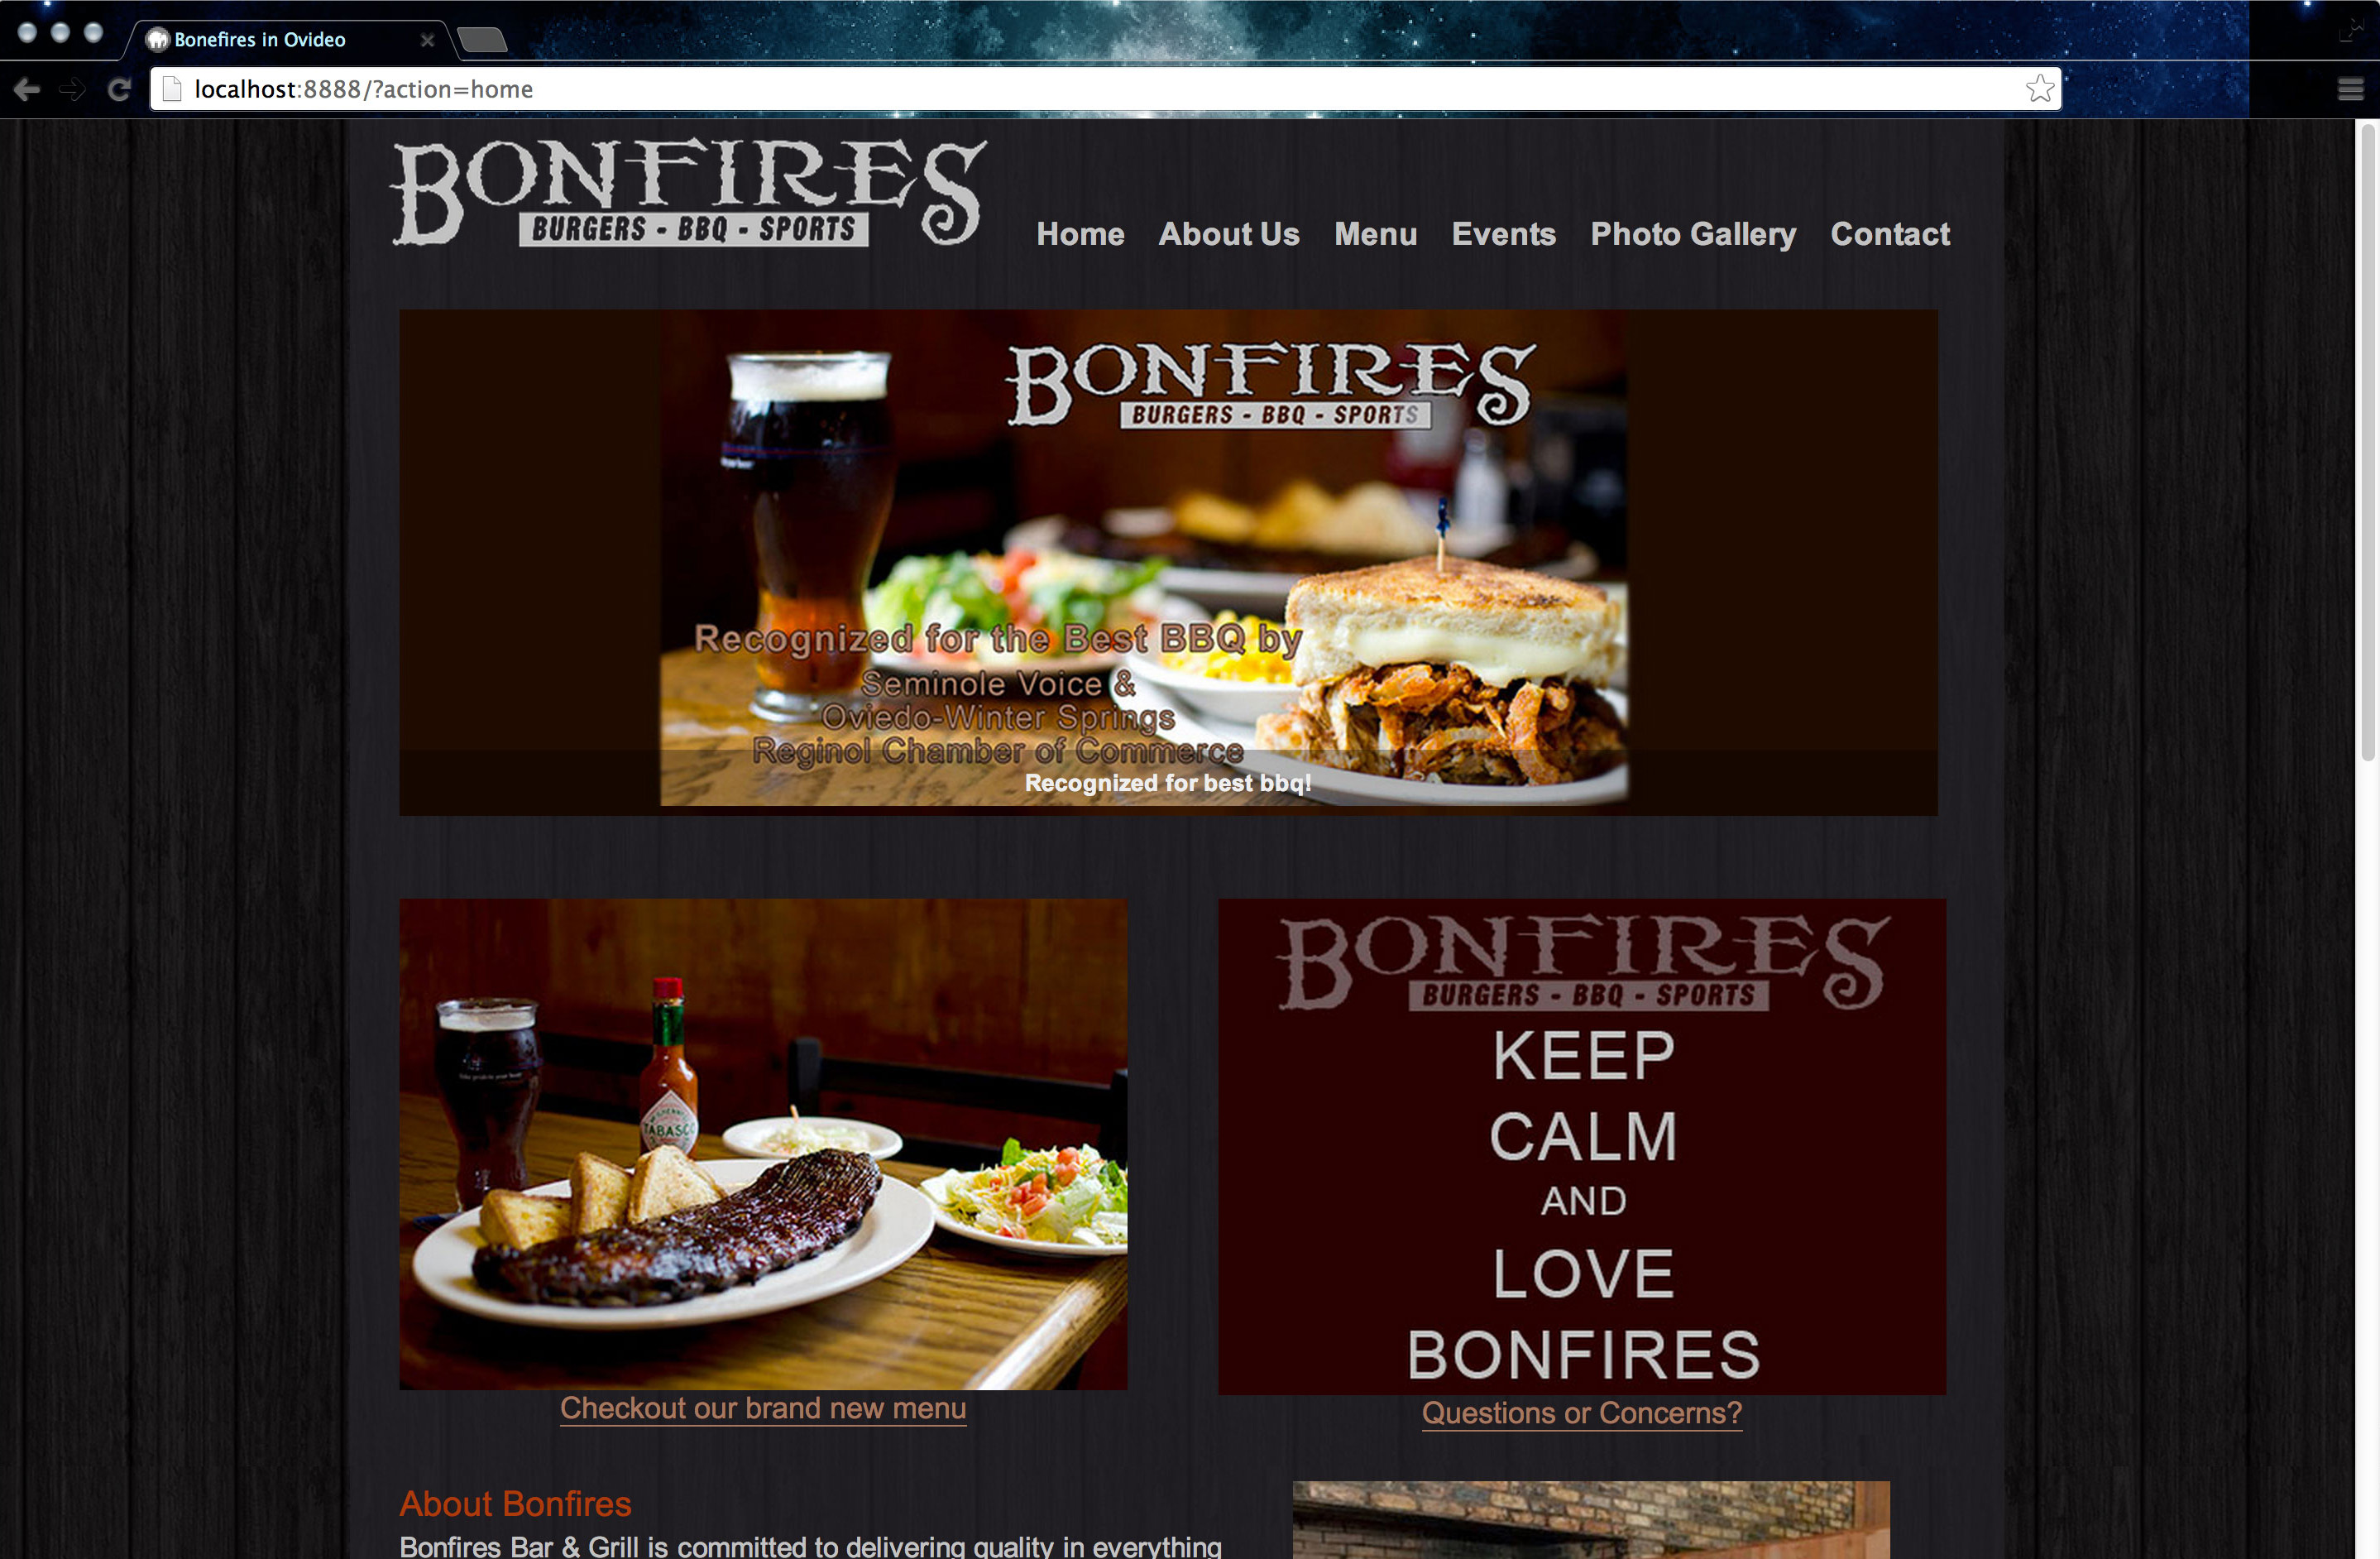 Bonefires in Ovideo
localhost:8888/?action=home
BONFIRES
BURGERS - BBQ - SPORTS
Home About Us Menu Events Photo Gallery Contact
BONFIRES
BURGERS - BBQ - SPORTS
Recognized for the Best BBQ by
Seminole Voice &
Oviedo-Winter Springs
Reginol Chamber of Commerce
Recognized for best bbq!
TABASCO
BONFIRES
BURGERS - BBQ - SPORTS
KEEP
CALM
AND
LOVE
BONFIRES
Checkout our brand new menu
Questions or Concerns?
About Bonfires
Bonfires Bar & Grill is committed to delivering quality in everything